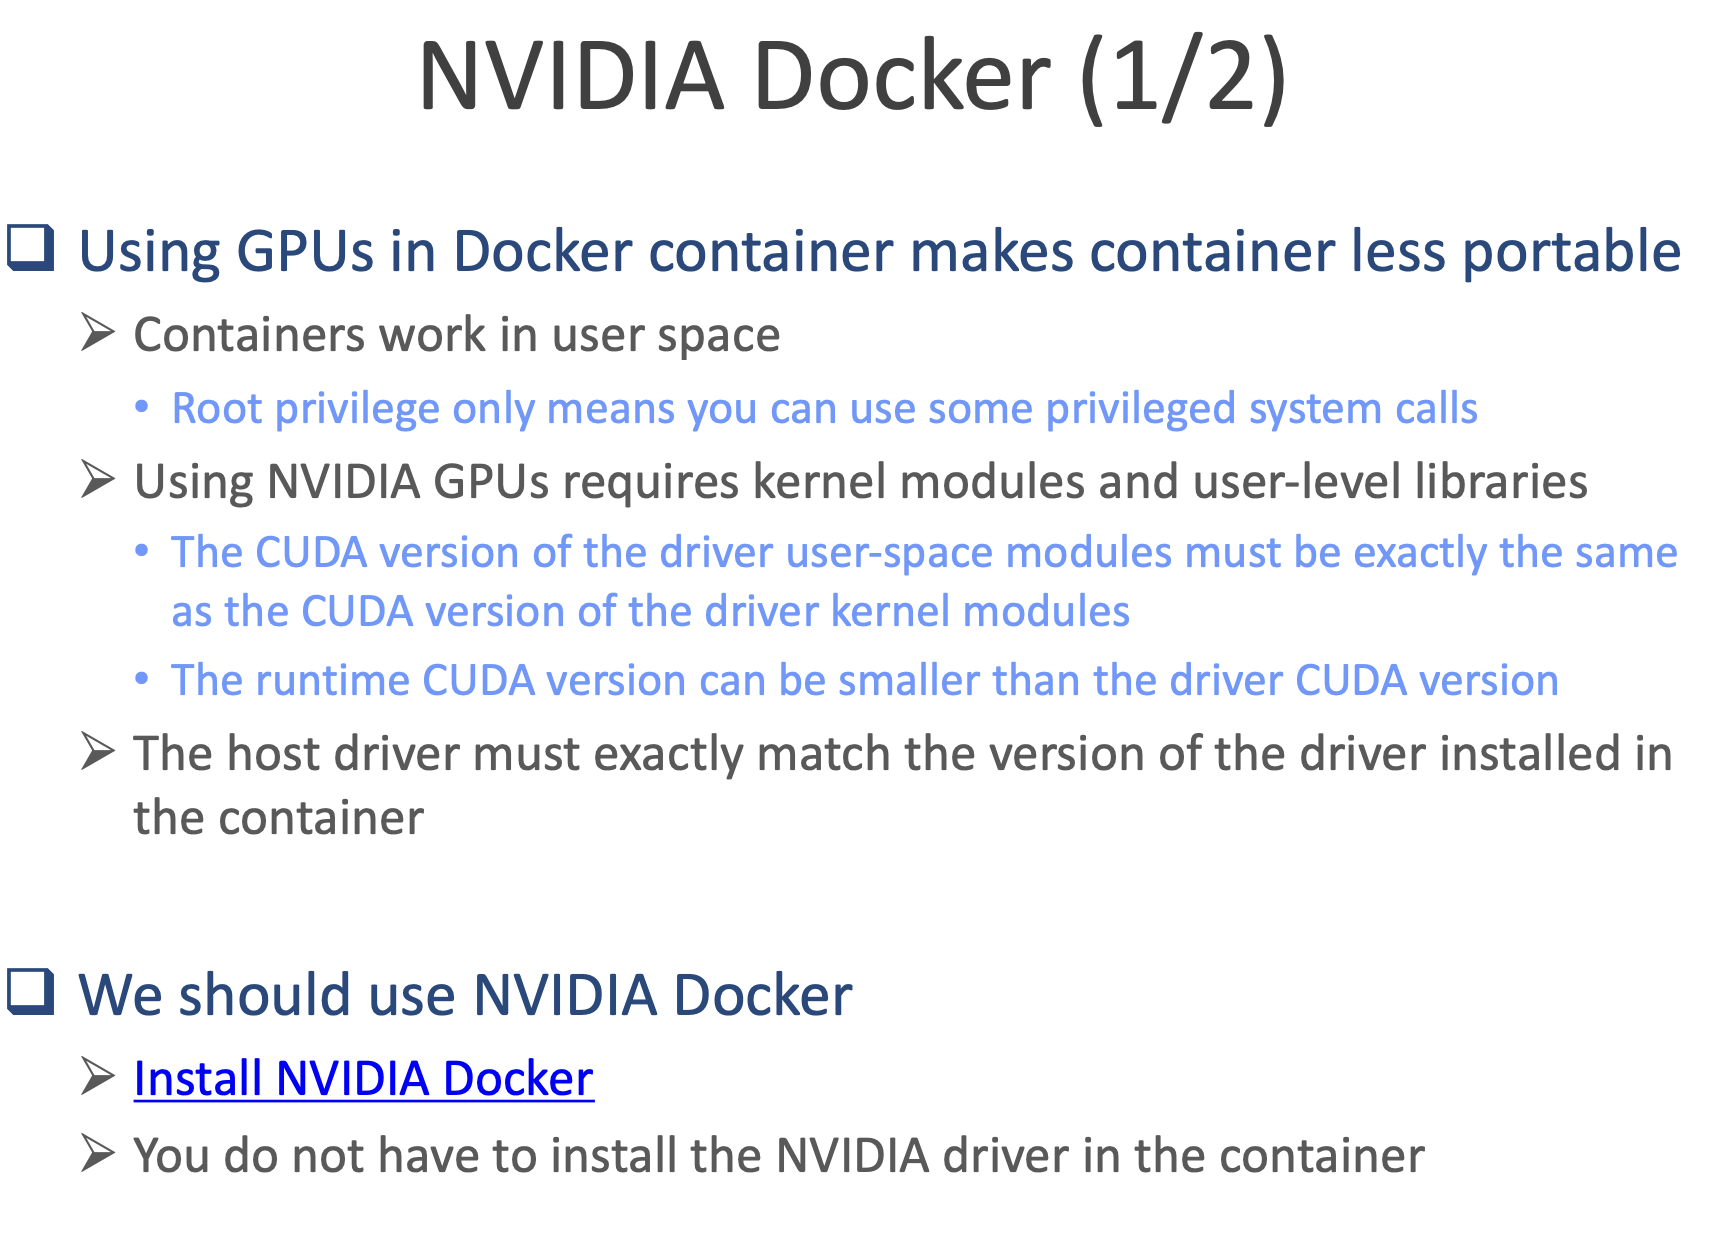 NVIDIA Docker (1/2)
Using GPUs in Docker container makes container less portable
Containers work in user space
Root privilege only means you can use some privileged system calls
Using NVIDIA GPUs requires kernel modules and user-level libraries
The CUDA version of the driver user-space modules must be exactly the same
as the CUDA version of the driver kernel modules
The runtime CUDA version can be smaller than the driver CUDA version
The host driver must exactly match the version of the driver installed in
the container
We should use NVIDIA Docker
Install NVIDIA Docker
You do not have to install the NVIDIA driver in the container